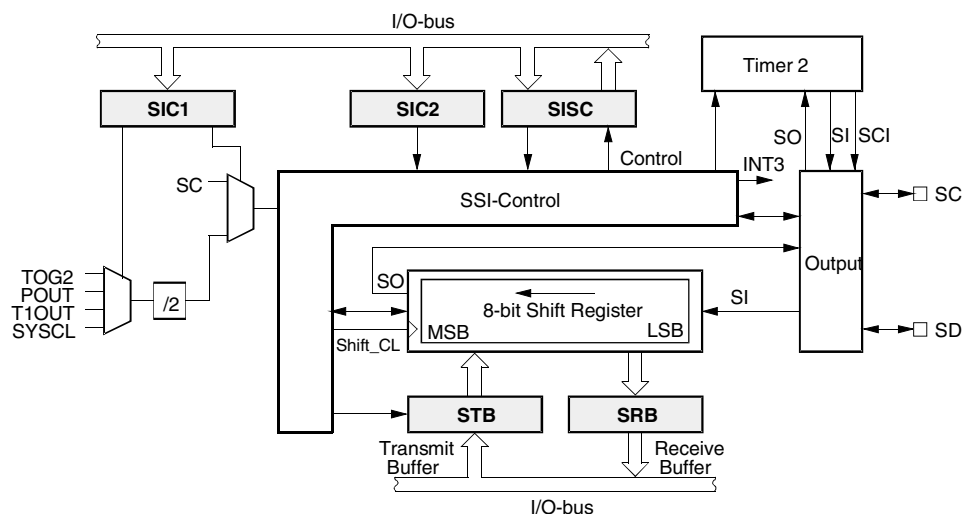 I/O-bus
Timer 2
SIC1
SIC2
SISC
SO
SI
SCI
Control
INT3
SC
SSI-Control
SC
Output
TOG2
POUT
T1OUT
SYSCL
/2
SO
8-bit Shift Register
MSB
LSB
SI
Shift_CL
SD
STB
SRB
Transmit
Buffer
Receive
Buffer
I/O-bus